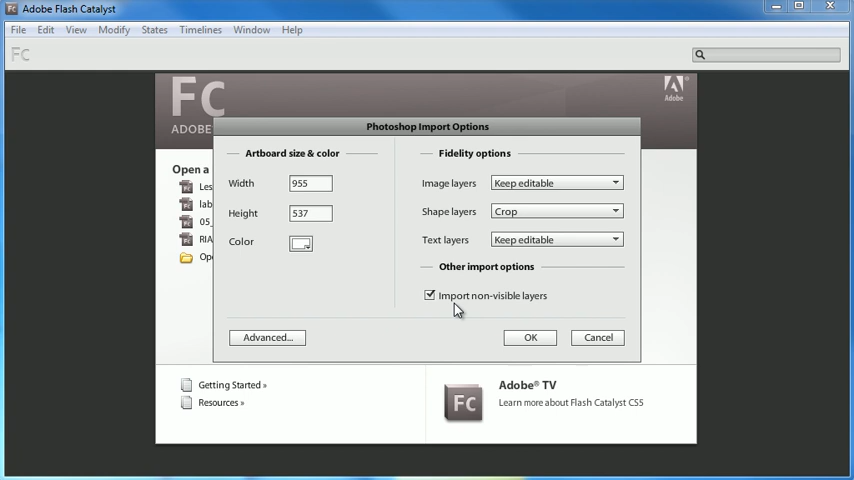 Adobe Flash Catalyst
File Edit View Modify States Timelines Window Help
Fc
Fc
Adobe
ADOBE
Photoshop Import Options
Artboard size & color
Fidelity options
Open a
Width 955
Image layers Keep editable
Les
lab
Height 537
Shape layers Crop
05_
RIA
Color
Text layers Keep editable
Ope
Other import options
Import non-visible layers
Advanced...
OK
Cancel
Getting Started »
Resources »
Fc
Adobe® TV
Learn more about Flash Catalyst CS5